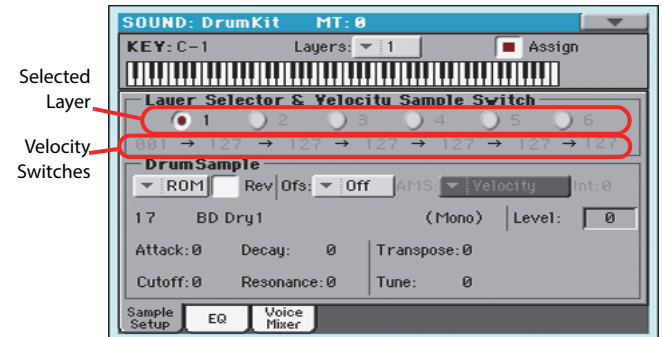 SOUND: DrumKit MT:0
KEY: C-1 Layers: 1 Assign
Selected
Layer
Layer Selector & Velocity Sample Switch
1 2 3 4 5 6
Velocity
Switches
001 → 127 → 127 → 127 → 127 → 127 → 127
DrumSample
ROM Rev Ofs: Off AMS: Velocity Int:0
17 BD Dry1 (Mono) Level: 0
Attack:0 Decay: 0 Transpose:0
Cutoff:0 Resonance:0 Tune: 0
Sample
Setup
EQ
Voice
Mixer